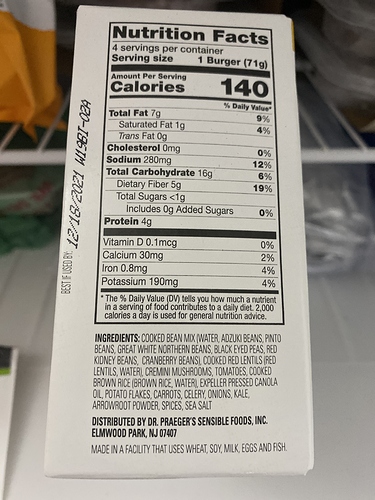 Nutrition Facts
4 servings per container
Serving size 1 Burger (71g)
Amount Per Serving
Calories 140
% Daily Value*
Total Fat 7g 9%
Saturated Fat 1g 4%
Trans Fat 0g
Cholesterol 0mg 0%
Sodium 280mg 12%
Total Carbohydrate 16g 6%
Dietary Fiber 5g 19%
Total Sugars <1g
Includes 0g Added Sugars 0%
Protein 4g
Vitamin D 0.1mcg 0%
Calcium 30mg 2%
Iron 0.8mg 4%
Potassium 190mg 4%
* The % Daily Value (DV) tells you how much a nutrient
in a serving of food contributes to a daily diet. 2,000
calories a day is used for general nutrition advice.
INGREDIENTS: COOKED BEAN MIX (WATER, ADZUKI BEANS, PINTO
BEANS, GREAT WHITE NORTHERN BEANS, BLACK EYED PEAS, RED
KIDNEY BEANS, CRANBERRY BEANS), COOKED RED LENTILS (RED
LENTILS, WATER), CREMINI MUSHROOMS, TOMATOES, COOKED
BROWN RICE (BROWN RICE, WATER), EXPELLER PRESSED CANOLA
OIL, POTATO FLAKES, CARROTS, CELERY, ONIONS, KALE,
ARROWROOT POWDER, SPICES, SEA SALT
DISTRIBUTED BY DR. PRAEGER'S SENSIBLE FOODS, INC.
ELMWOOD PARK, NJ 07407
MADE IN A FACILITY THAT USES WHEAT, SOY, MILK, EGGS AND FISH.
BEST IF USED BY: 12/18/2021 W198I-02A